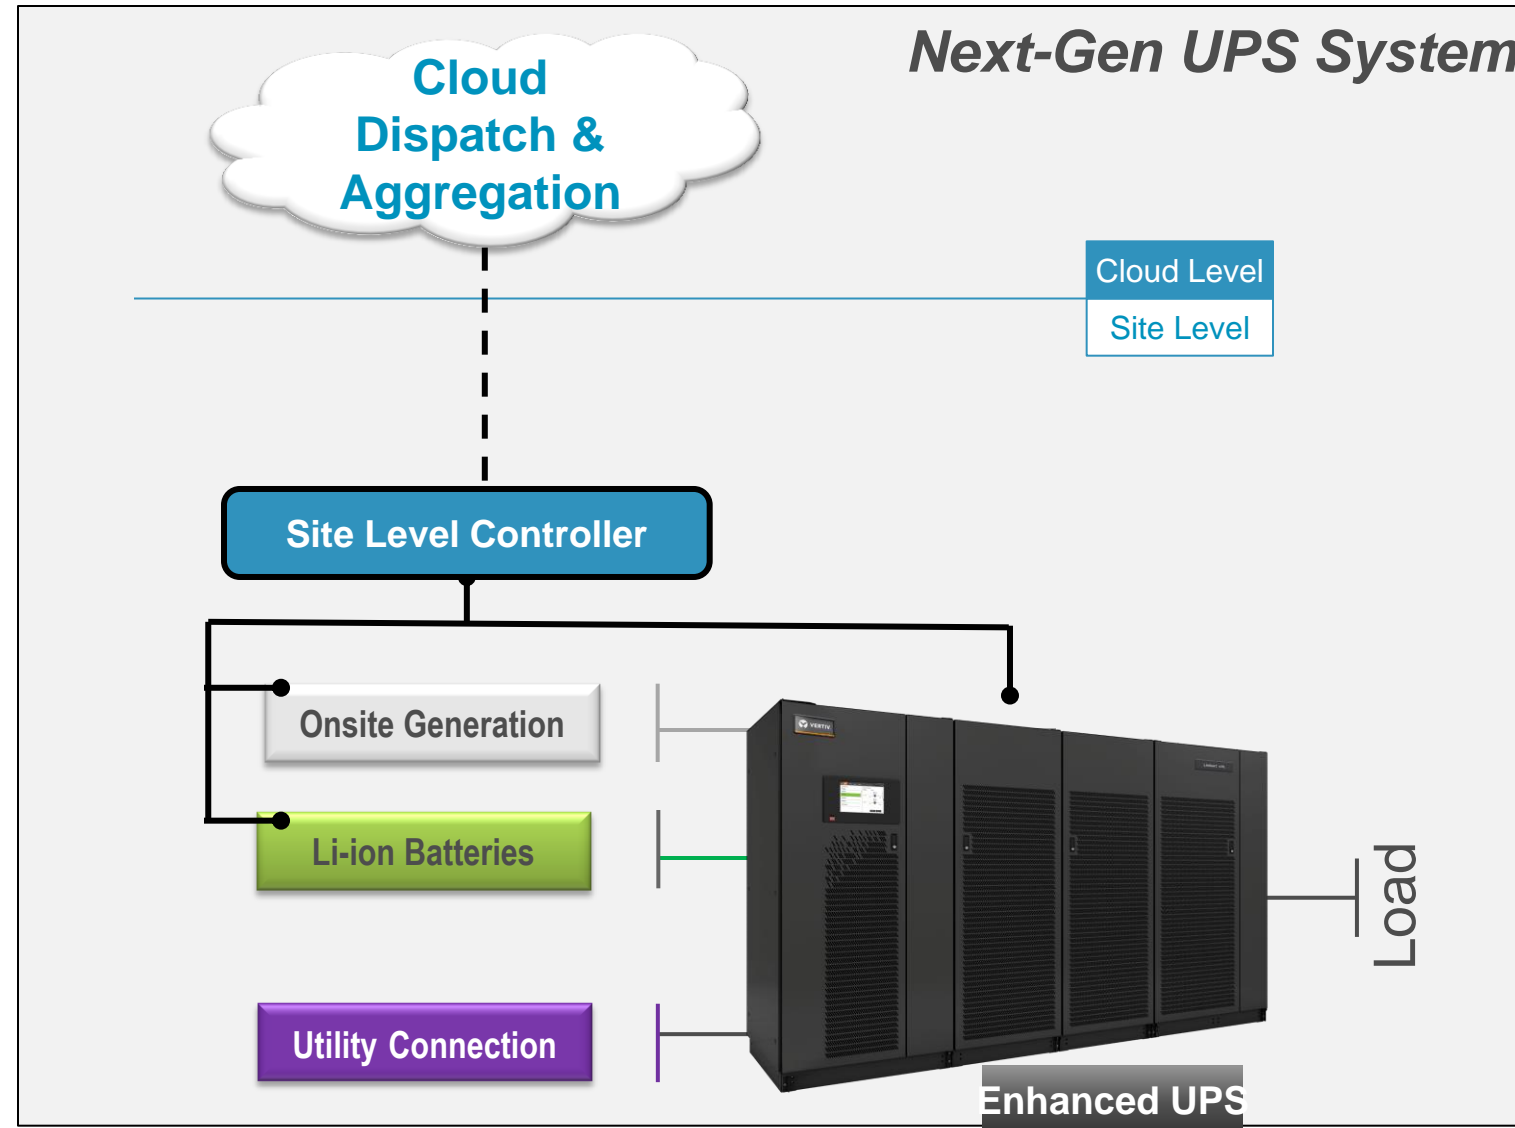 Next-Gen UPS System
Cloud
Dispatch &
Aggregation
Cloud Level
Site Level
Site Level Controller
Onsite Generation
VERTIV
Li-ion Batteries
Load
Utility Connection
Enhanced UPS